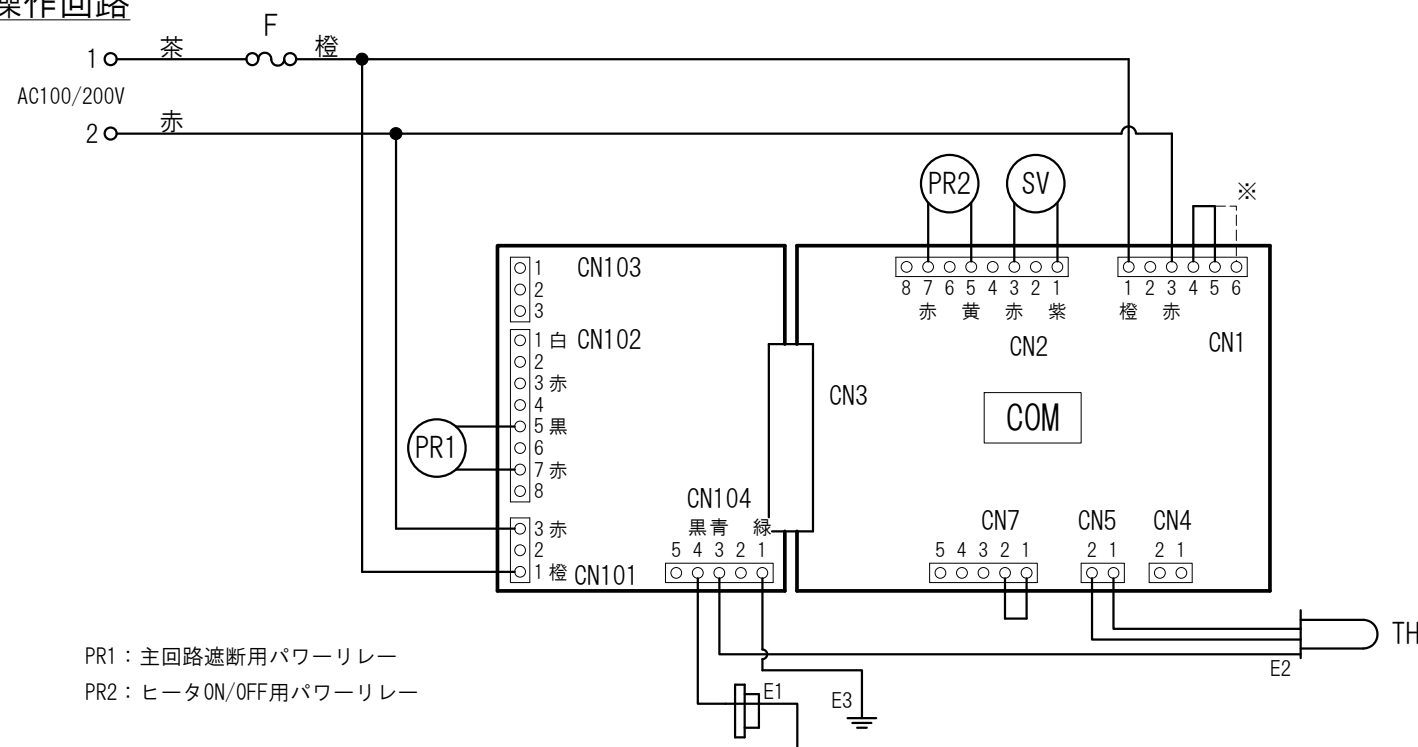 操作回路
F
1 茶 橙
AC100/200V
2 赤
PR2 SV ※
CN103
1
2
3
8 7 6 5 4 3 2 1
赤 黄 赤 紫
CN2
1 2 3 4 5 6
橙 赤
CN1
CN102
1 白
2
3 赤
4
5 黒
6
7 赤
8
PR1
CN3
COM
3 赤
2
1 橙 CN101
CN104
黒 青 緑
5 4 3 2 1
CN7
5 4 3 2 1
CN5
2 1
CN4
2 1
TH
E2
E1
E3
PR1：主回路遮断用パワーリレー
PR2：ヒータON/OFF用パワーリレー